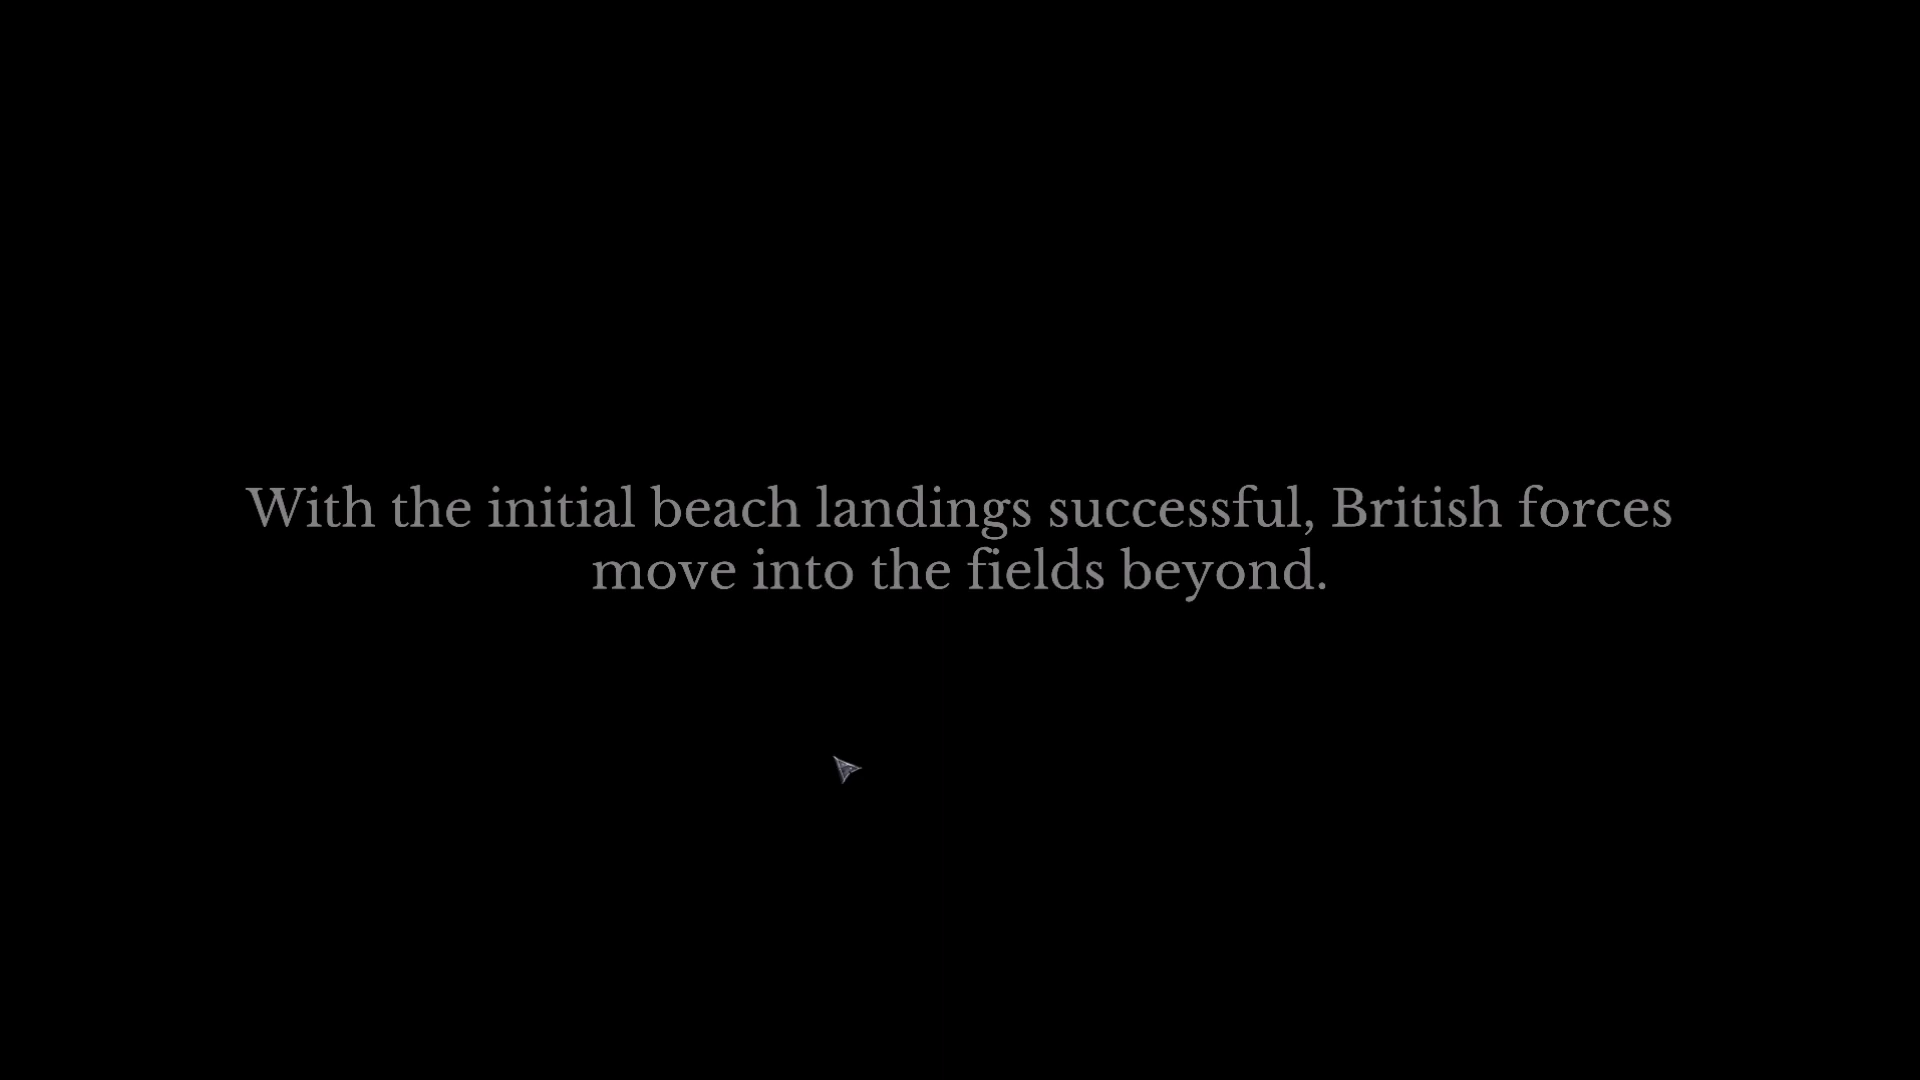 With the initial beach landings successful, British forces
move into the fields beyond.